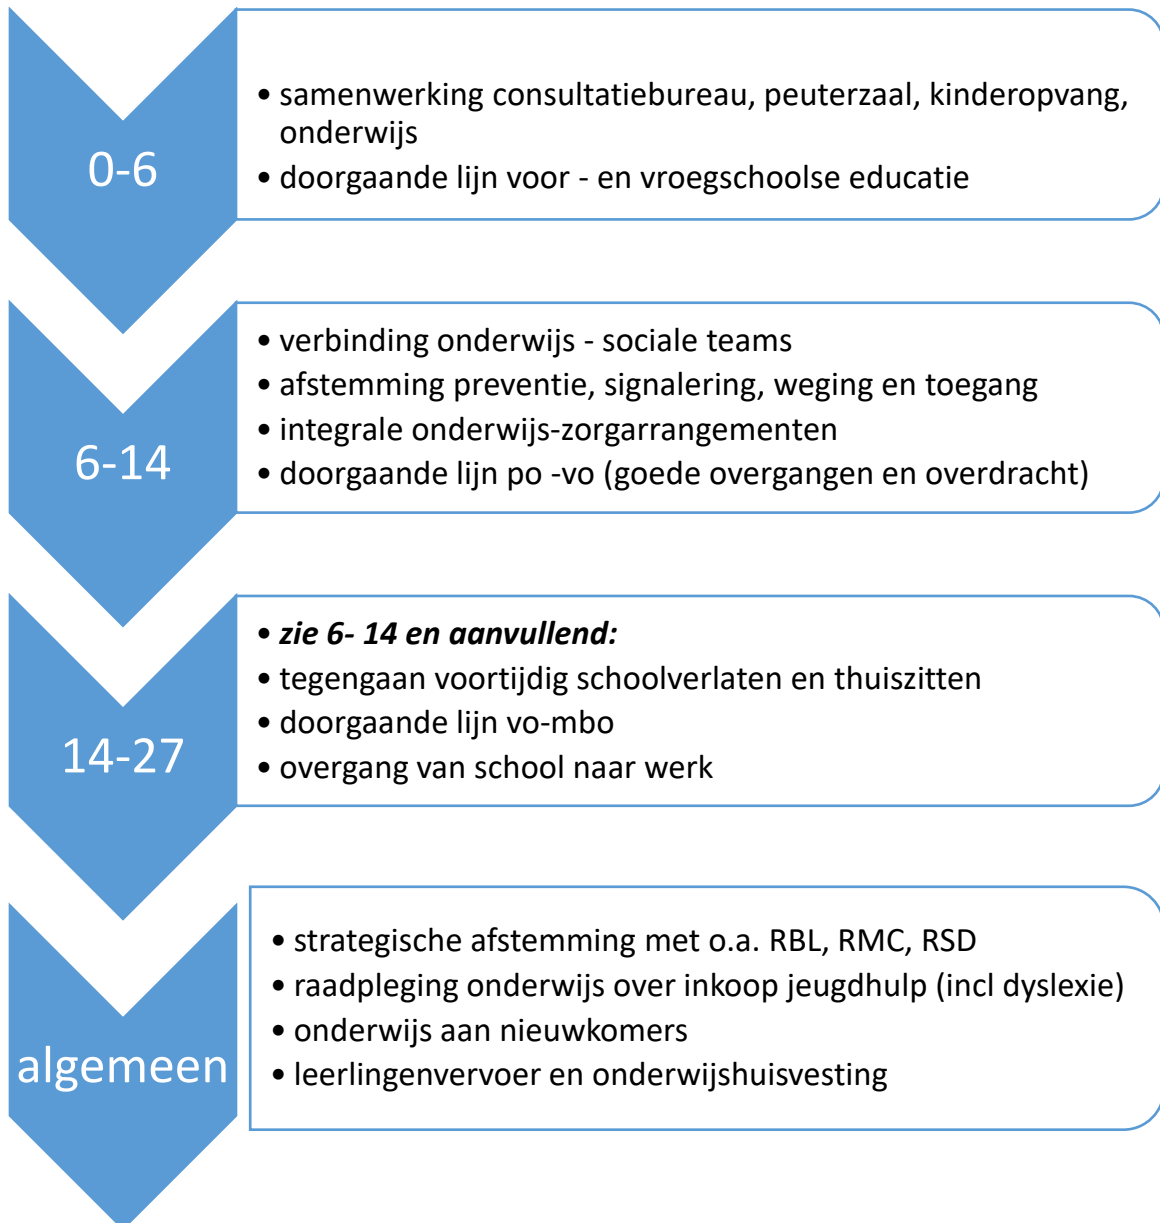 0-6
• samenwerking consultatiebureau, peuterzaal, kinderopvang,
onderwijs
• doorgaande lijn voor - en vroegschoolse educatie
6-14
• verbinding onderwijs - sociale teams
• afstemming preventie, signalering, weging en toegang
• integrale onderwijs-zorgarrangementen
• doorgaande lijn po -vo (goede overgangen en overdracht)
14-27
• zie 6- 14 en aanvullend:
• tegengaan voortijdig schoolverlaten en thuiszitten
• doorgaande lijn vo-mbo
• overgang van school naar werk
algemeen
• strategische afstemming met o.a. RBL, RMC, RSD
• raadpleging onderwijs over inkoop jeugdhulp (incl dyslexie)
• onderwijs aan nieuwkomers
• leerlingenvervoer en onderwijshuisvesting